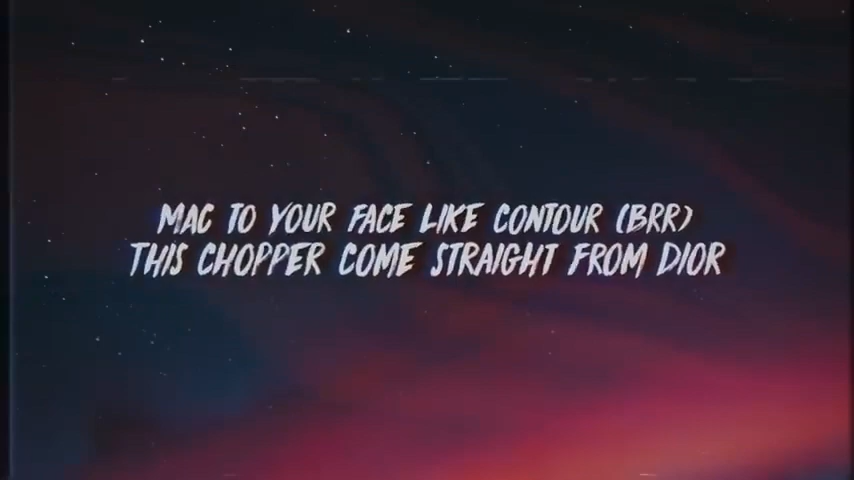 MAC TO YOUR FACE LIKE CONTOUR (BRR)
THIS CHOPPER COME STRAIGHT FROM DIOR